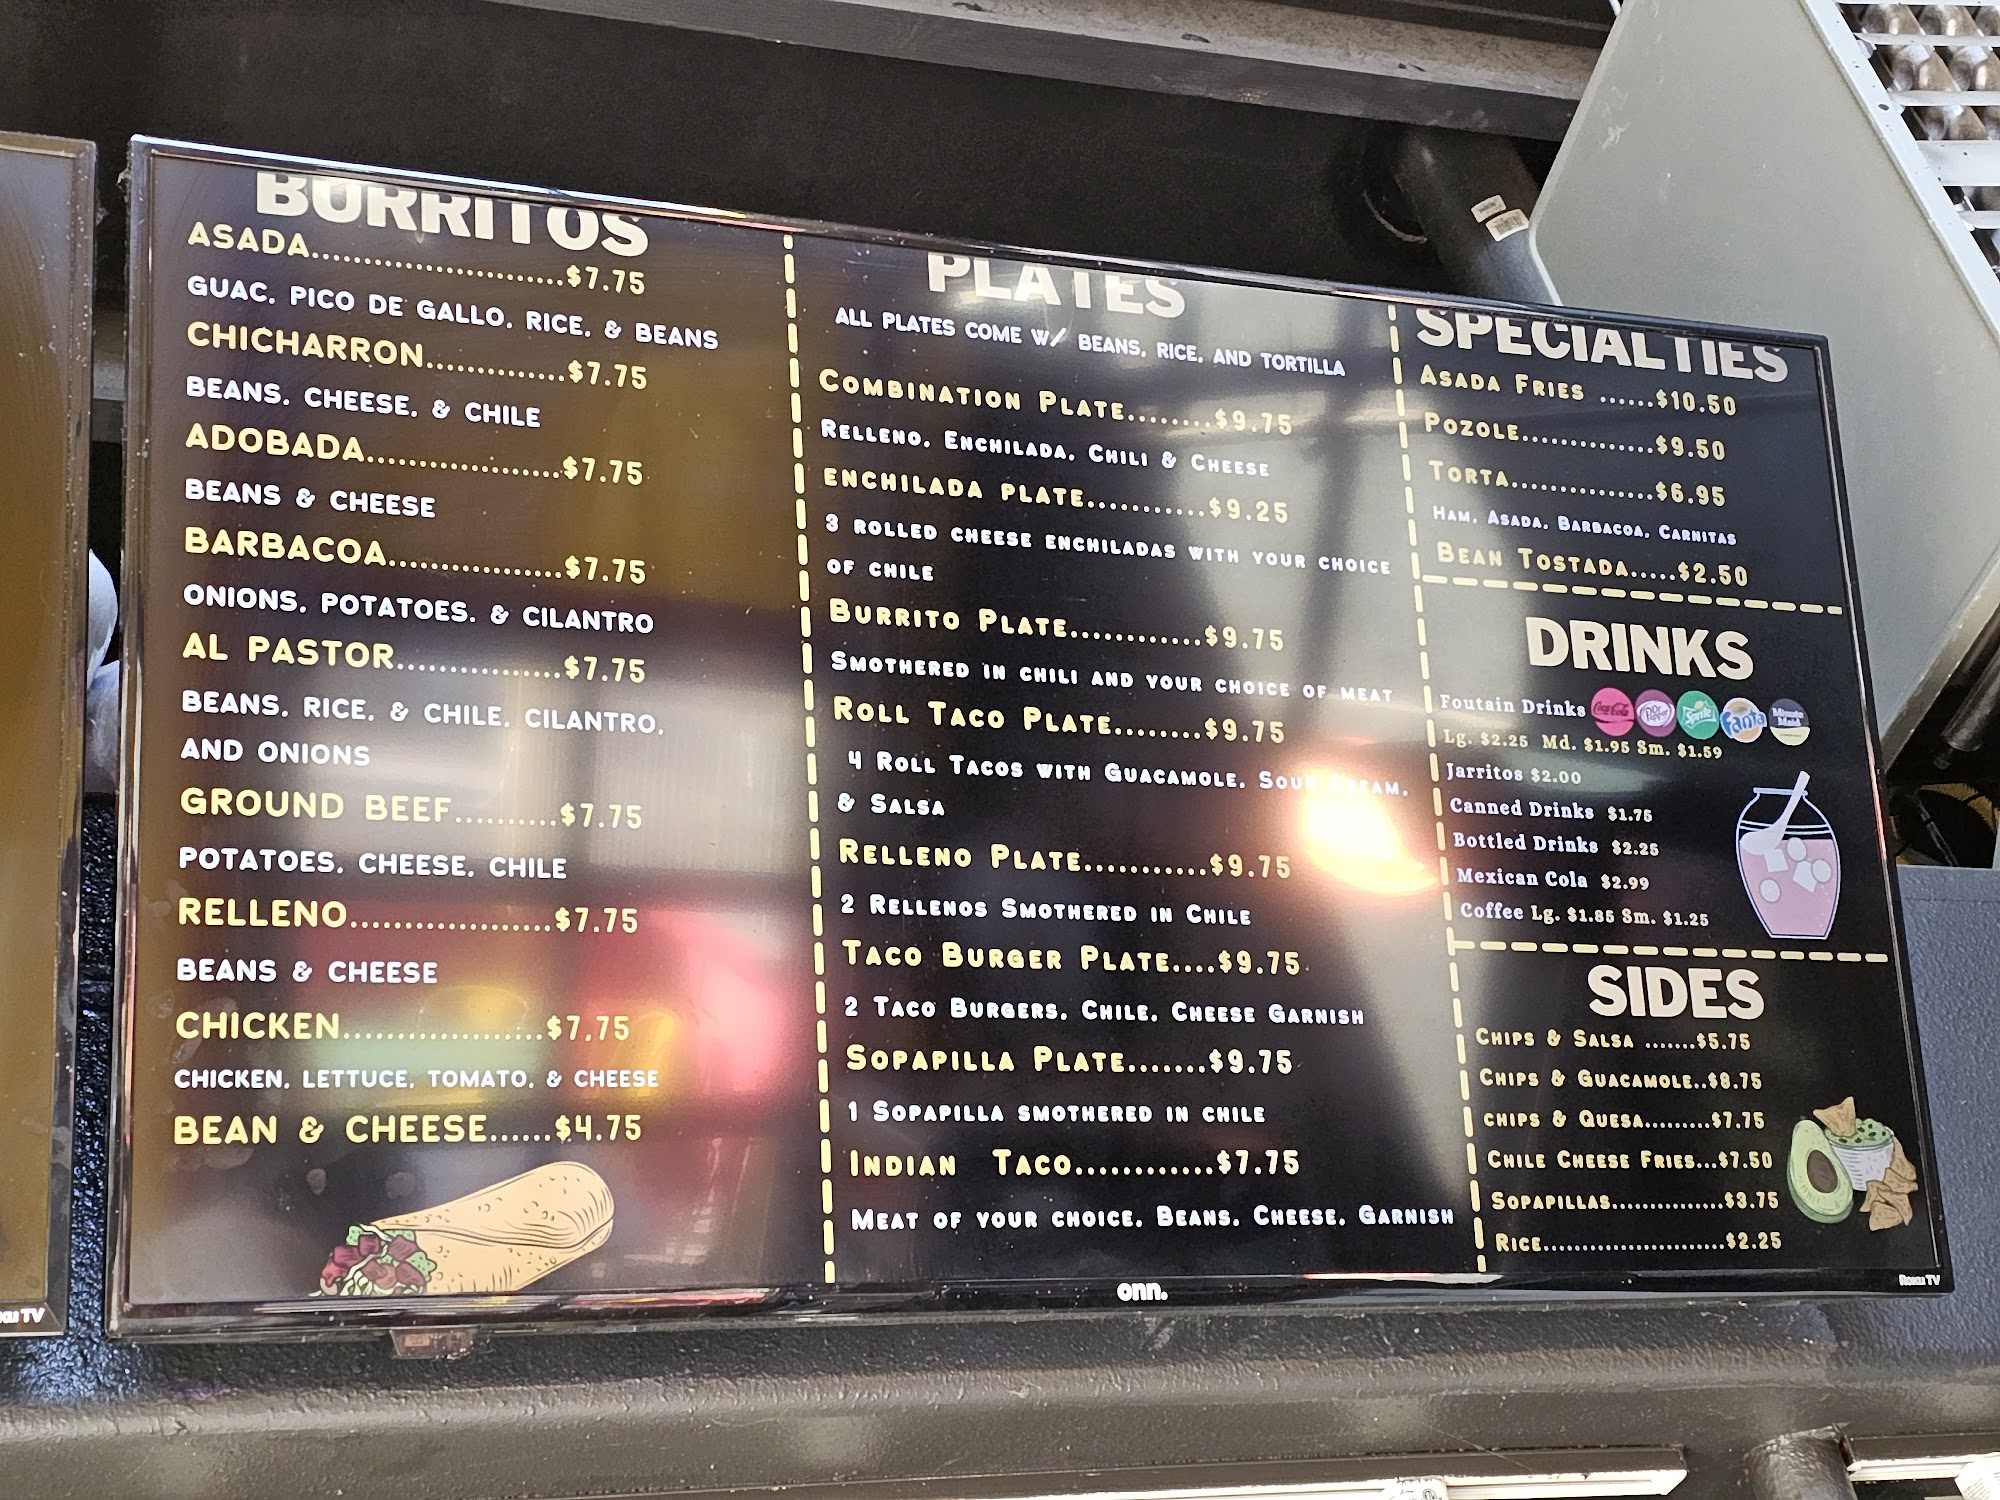 BURRITOS
ASADA..........................$7.75
GUAC, PICO DE GALLO, RICE, & BEANS
CHICHARRON..............$7.75
BEANS, CHEESE, & CHILE
ADOBADA...................$7.75
BEANS & CHEESE
BARBACOA.................$7.75
ONIONS, POTATOES, & CILANTRO
AL PASTOR................$7.75
BEANS, RICE, & CHILE, CILANTRO,
AND ONIONS
GROUND BEEF..........$7.75
POTATOES, CHEESE, CHILE
RELLENO....................$7.75
BEANS & CHEESE
CHICKEN...................$7.75
CHICKEN, LETTUCE, TOMATO, & CHEESE
BEAN & CHEESE......$4.75
PLATES
ALL PLATES COME W/ BEANS, RICE, AND TORTILLA
COMBINATION PLATE........$9.75
RELLENO, ENCHILADA, CHILI & CHEESE
ENCHILADA PLATE...........$9.25
3 ROLLED CHEESE ENCHILADAS WITH YOUR CHOICE
OF CHILE
BURRITO PLATE............$9.75
SMOTHERED IN CHILI AND YOUR CHOICE OF MEAT
ROLL TACO PLATE........$9.75
4 ROLL TACOS WITH GUACAMOLE, SOUR CREAM,
& SALSA
RELLENO PLATE............$9.75
2 RELLENOS SMOTHERED IN CHILE
TACO BURGER PLATE....$9.75
2 TACO BURGERS, CHILE, CHEESE GARNISH
SOPAPILLA PLATE.......$9.75
1 SOPAPILLA SMOTHERED IN CHILE
INDIAN TACO............$7.75
MEAT OF YOUR CHOICE, BEANS, CHEESE, GARNISH
SPECIALTIES
ASADA FRIES ......$10.50
POZOLE..............$9.50
TORTA...............$6.95
HAM, ASADA, BARBACOA, CARNITAS
BEAN TOSTADA.....$2.50
DRINKS
Foutain Drinks Coca-Cola Dr Pepper Sprite Fanta Minute Maid
Lg. $2.25 Md. $1.95 Sm. $1.59
Jarritos $2.00
Canned Drinks $1.75
Bottled Drinks $2.25
Mexican Cola $2.99
Coffee Lg. $1.85 Sm. $1.25
SIDES
CHIPS & SALSA .......$5.75
CHIPS & GUACAMOLE..$8.75
CHIPS & QUESA.........$7.75
CHILE CHEESE FRIES...$7.50
SOPAPILLAS..............$3.75
RICE........................$2.25
onn.
Roku TV